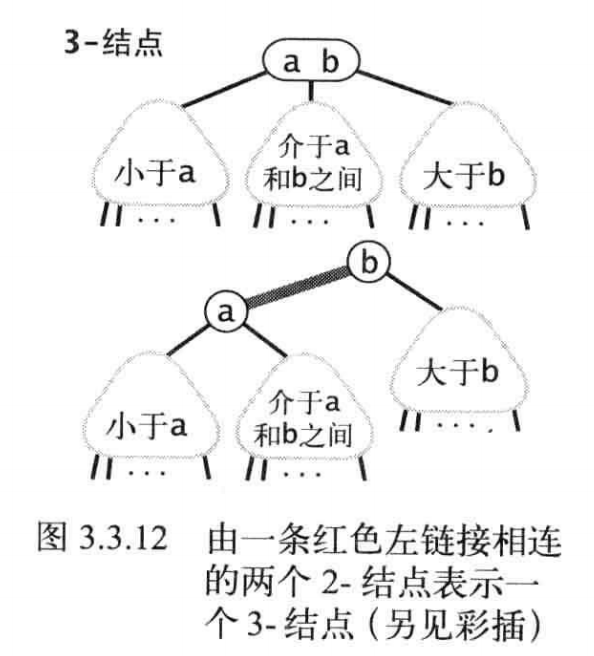 3-结点
a b
小于a
介于a
和b之间
大于b
...
...
...
b
a
大于b
小于a
介于a
和b之间
....
...
...
图 3.3.12 由一条红色左链接相连
的两个 2- 结点表示一
个 3- 结点（另见彩插）